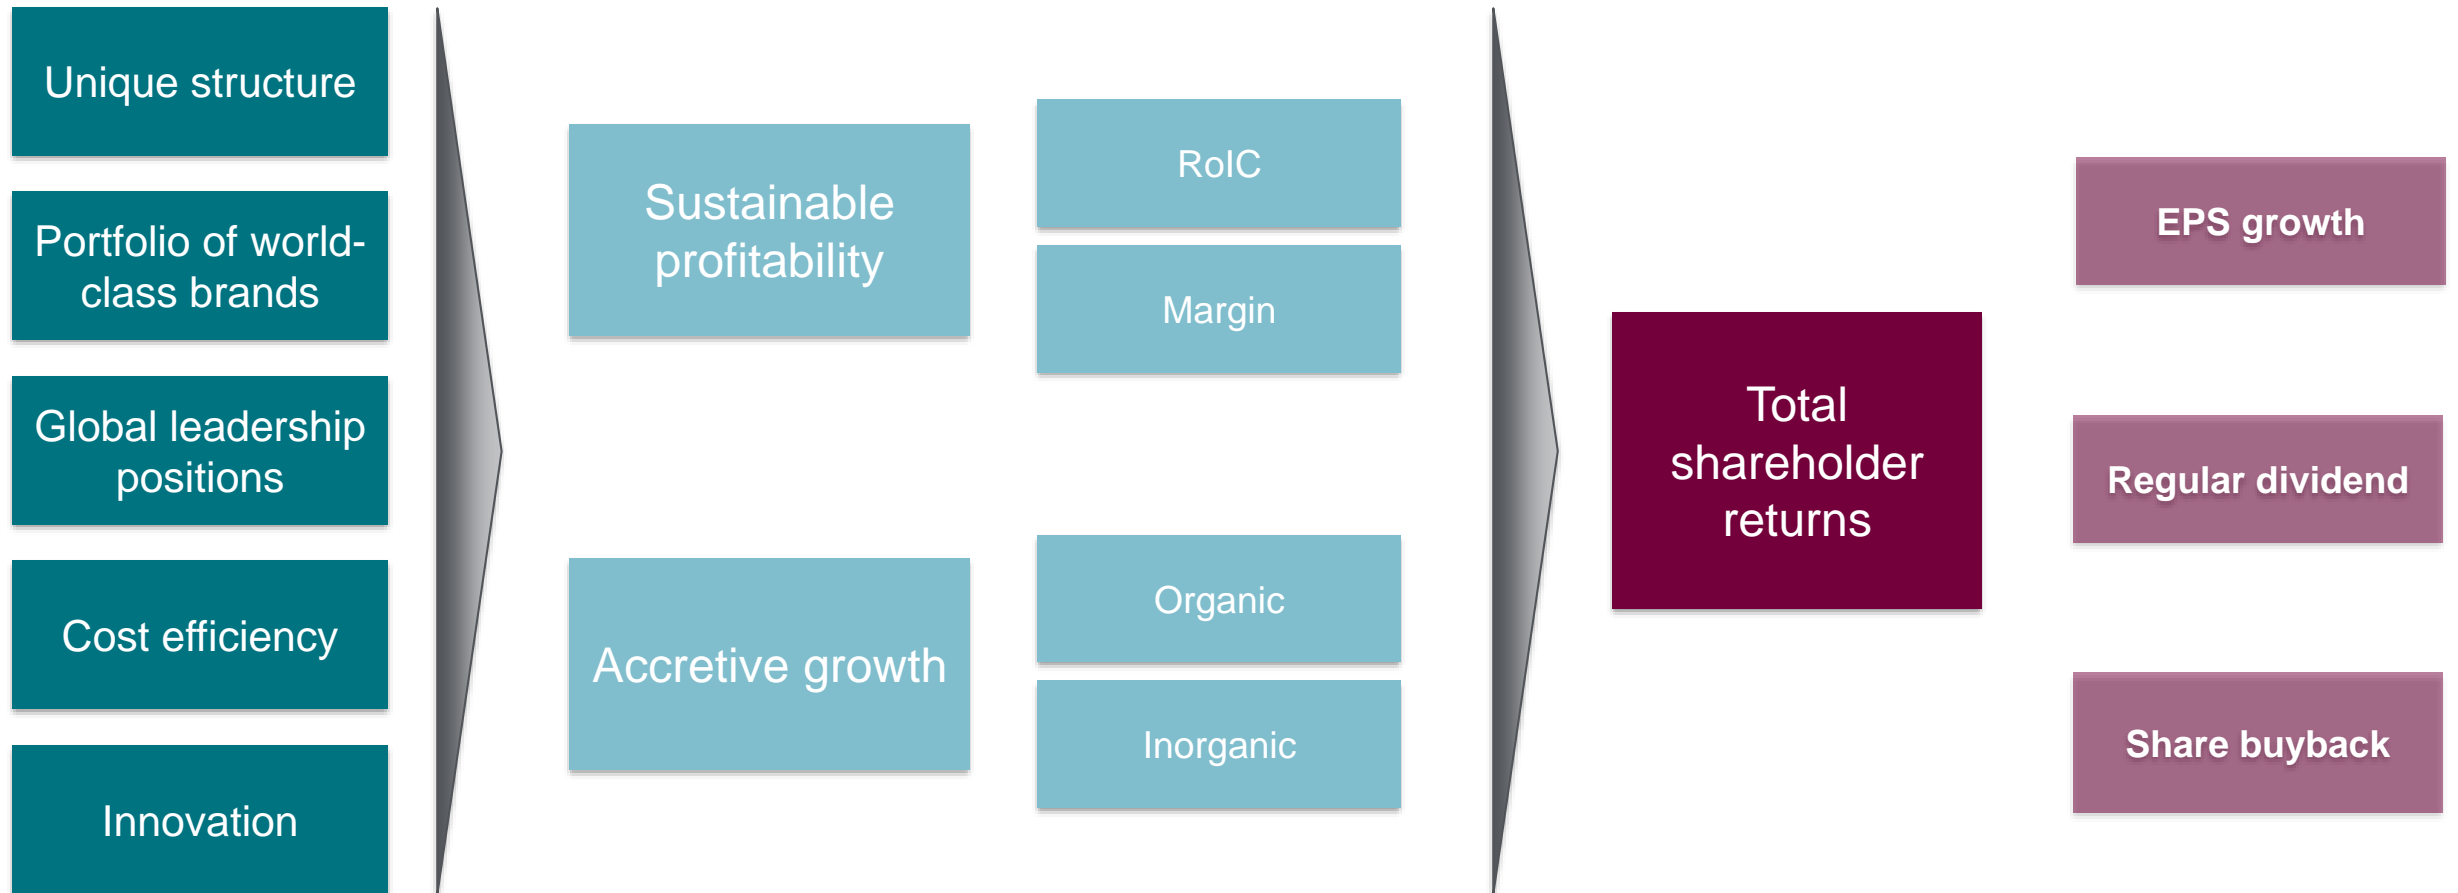 Unique structure
Portfolio of world-
class brands
Global leadership
positions
Cost efficiency
Innovation
Sustainable
profitability
RoIC
Margin
Accretive growth
Organic
Inorganic
Total
shareholder
returns
EPS growth
Regular dividend
Share buyback